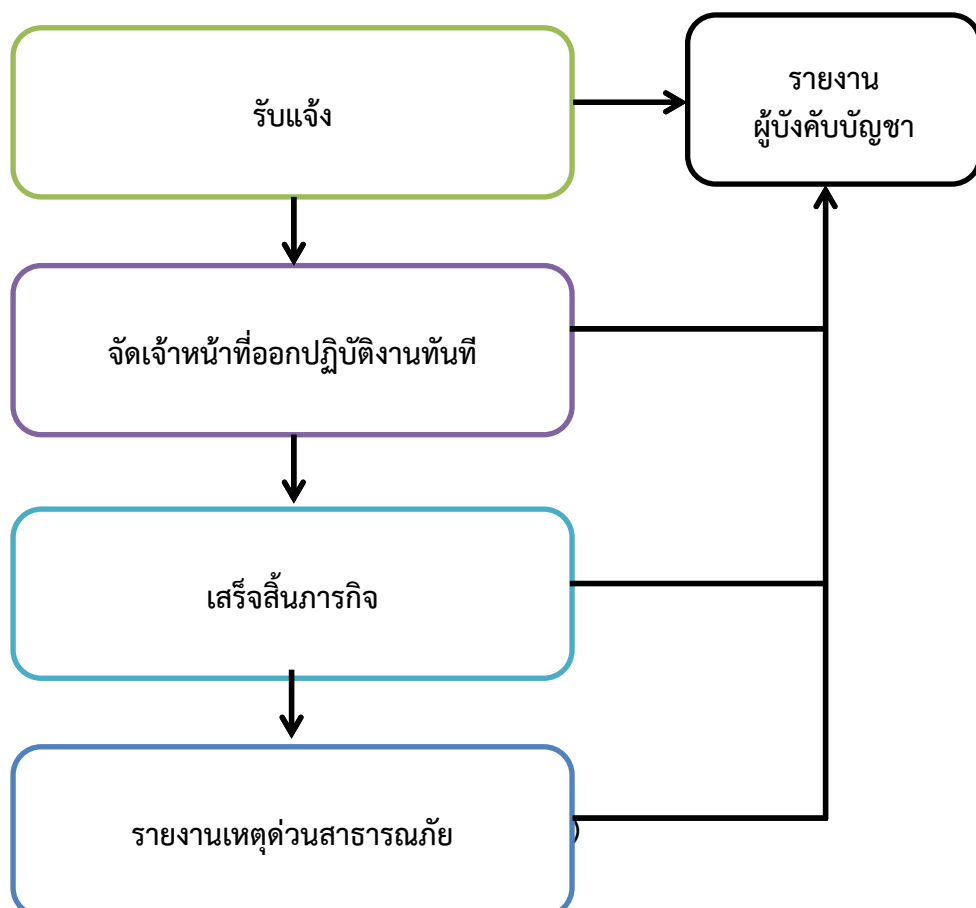 รับแจ้ง
รายงาน
ผู้บังคับบัญชา
จัดเจ้าหน้าที่ออกปฏิบัติงานทันที
เสร็จสิ้นภารกิจ
รายงานเหตุด่วนสาธารณภัย
)